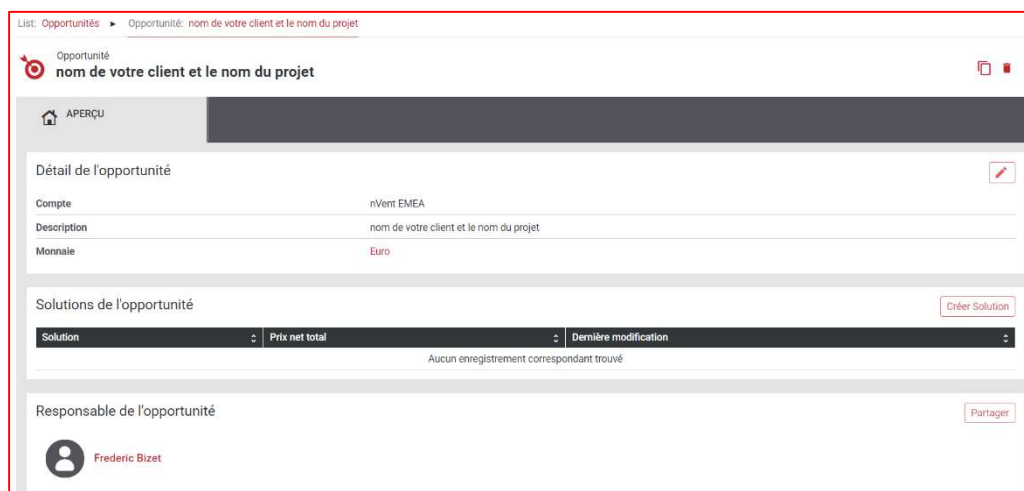 List: Opportunités ► Opportunité: nom de votre client et le nom du projet
Opportunité
nom de votre client et le nom du projet
APERÇU
Détail de l'opportunité
Compte nVent EMEA
Description nom de votre client et le nom du projet
Monnaie Euro
Solutions de l'opportunité Créer Solution
Solution Prix net total Dernière modification
Aucun enregistrement correspondant trouvé
Responsable de l'opportunité Partager
Frederic Bizet